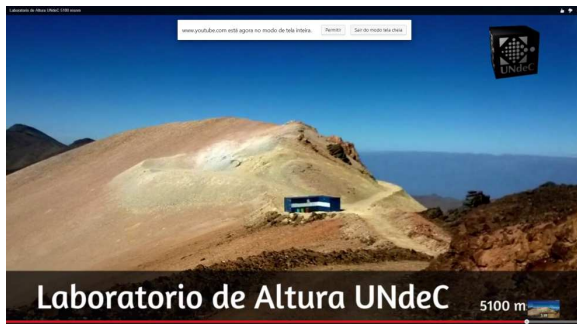 Laboratorio de Altura UNdeC 5100 msnm
www.youtube.com está agora no modo de tela inteira.
Permitir
Sair do modo tela cheia
UNdeC
Laboratorio de Altura UNdeC
5100 m